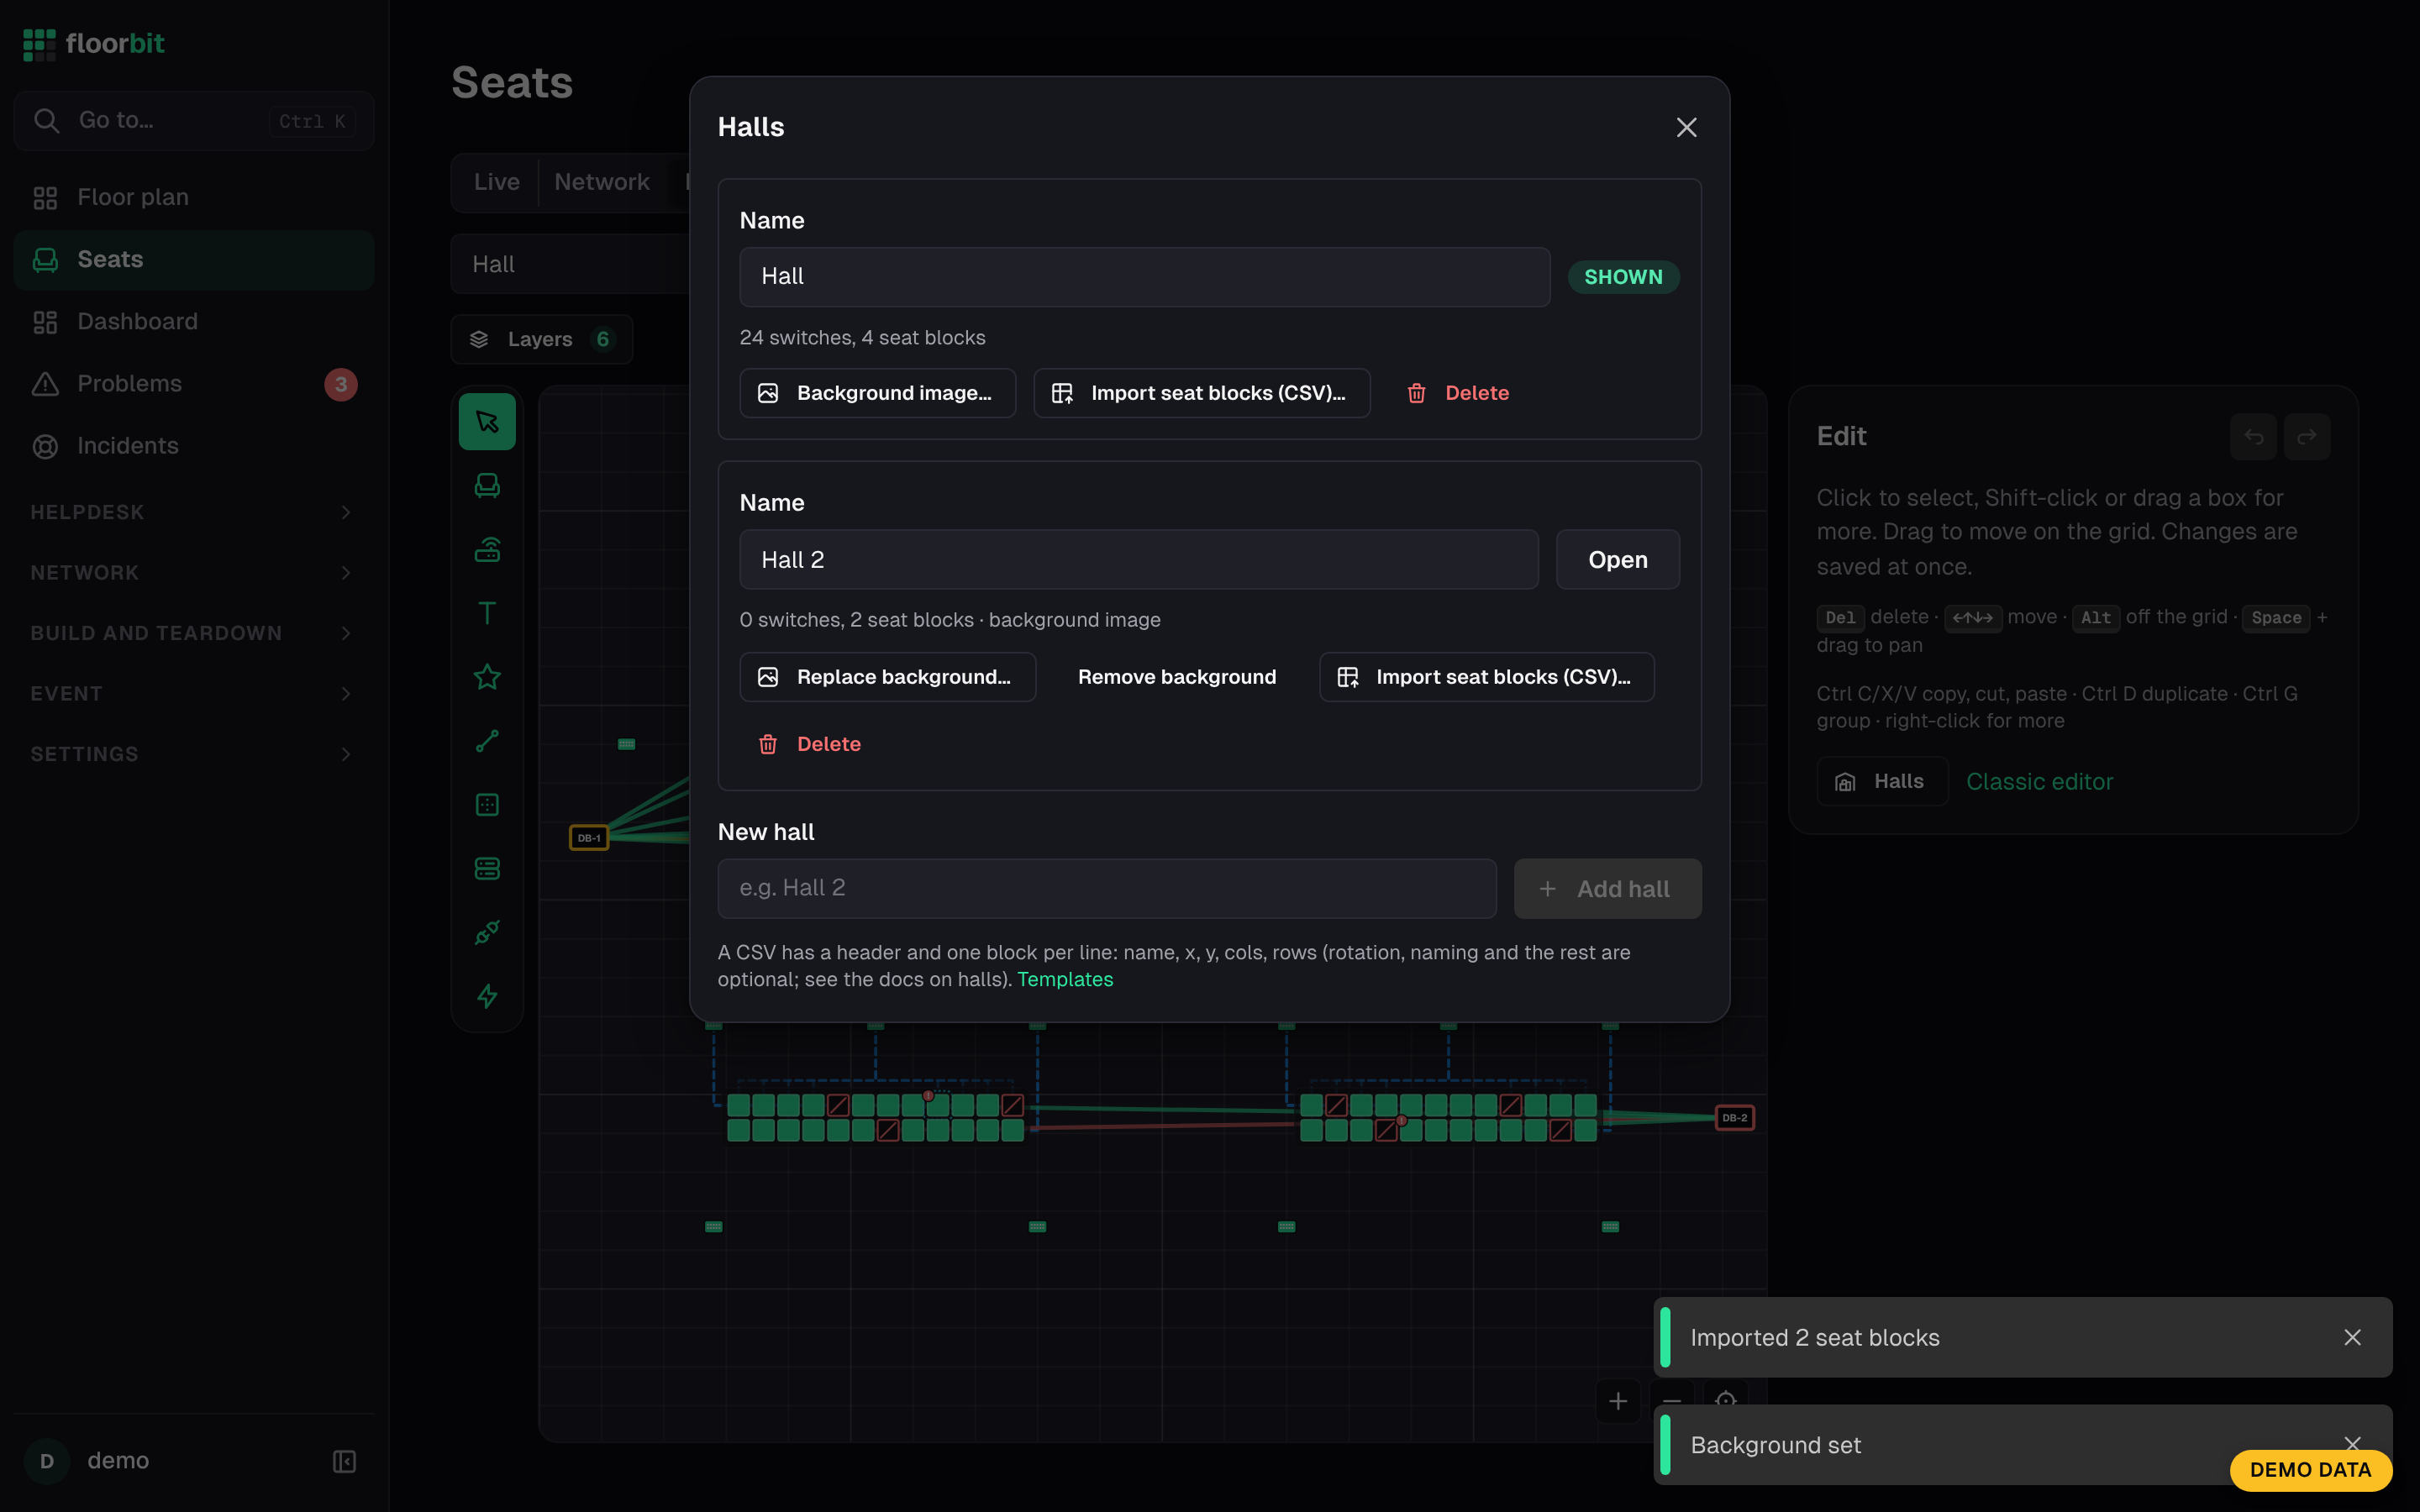 floorbit
Go to...
Ctrl K
Floor plan
Seats
Dashboard
Problems
3
Incidents
HELPDESK
NETWORK
BUILD AND TEARDOWN
EVENT
SETTINGS
D
demo
Seats
Live
Network
Hall
Layers 6
DB-1
DB-2
Halls
Name
Hall
SHOWN
24 switches, 4 seat blocks
Background image...
Import seat blocks (CSV)...
Delete
Name
Hall 2
Open
0 switches, 2 seat blocks · background image
Replace background...
Remove background
Import seat blocks (CSV)...
Delete
New hall
e.g. Hall 2
Add hall
A CSV has a header and one block per line: name, x, y, cols, rows (rotation, naming and the rest are
optional; see the docs on halls). Templates
Edit
Click to select, Shift-click or drag a box for
more. Drag to move on the grid. Changes are
saved at once.
Del delete · ←↑↓→ move · Alt off the grid · Space +
drag to pan
Ctrl C/X/V copy, cut, paste · Ctrl D duplicate · Ctrl G
group · right-click for more
Halls
Classic editor
Imported 2 seat blocks
Background set
DEMO DATA